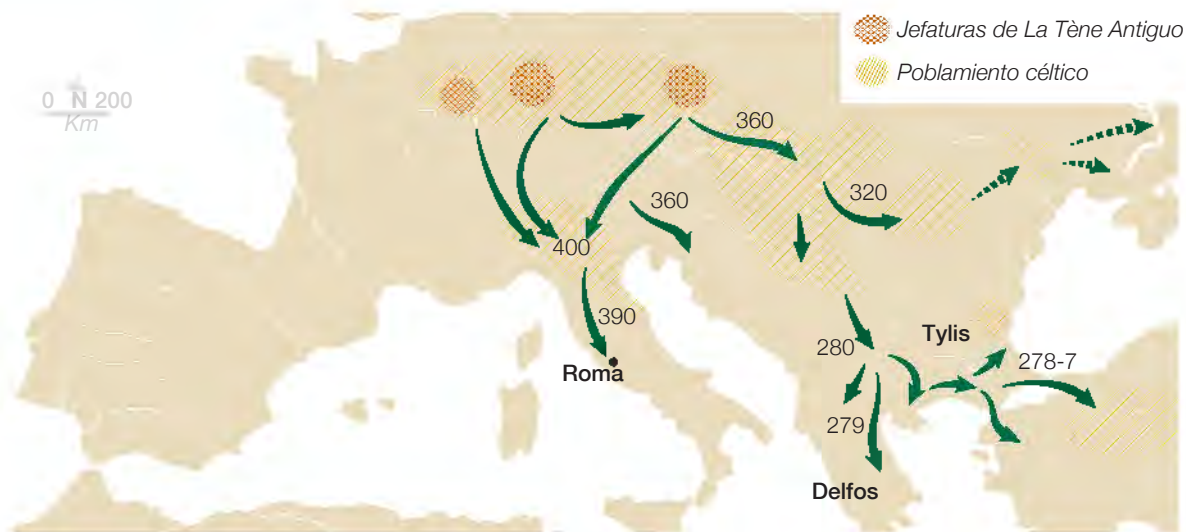 Jefaturas de La Tène Antiguo
Poblamiento céltico
0 N 200
Km
360
320
360
400
390
Roma
280
Tylis
278-7
279
Delfos